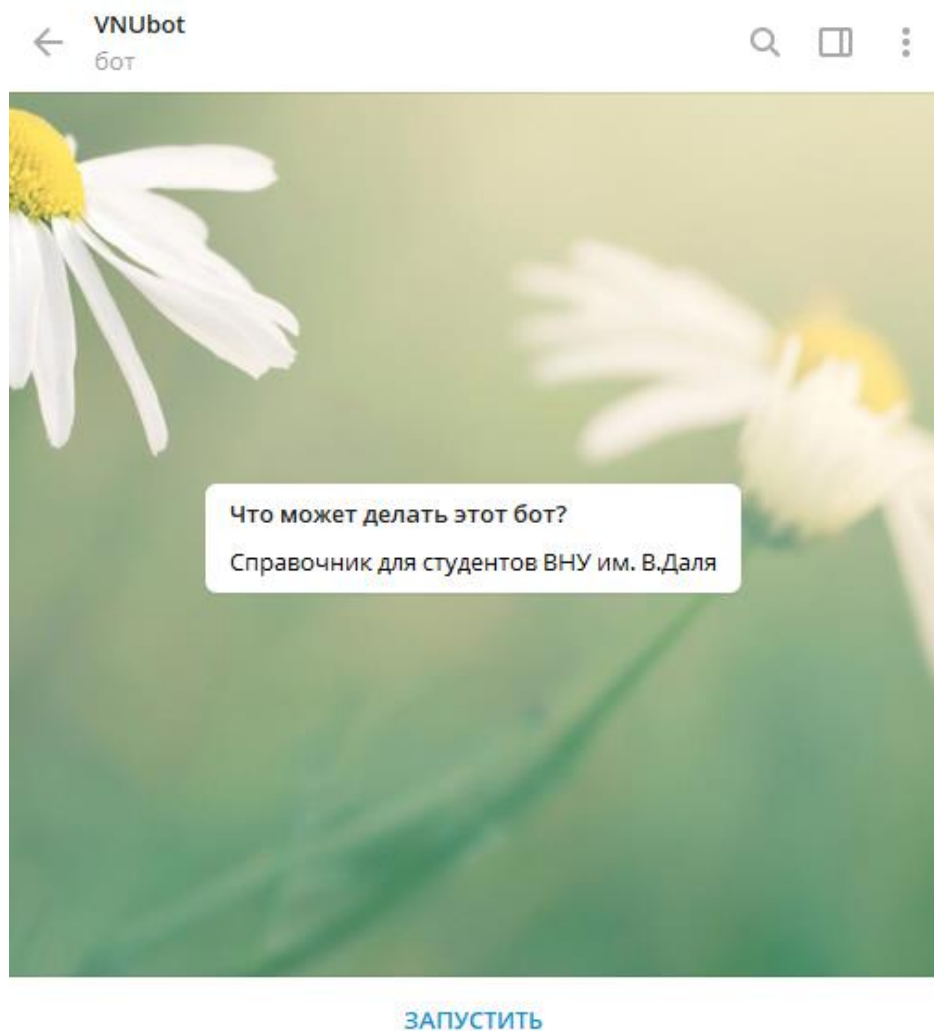 VNUbot
бот
Что может делать этот бот?
Справочник для студентов ВНУ им. В.Даля
ЗАПУСТИТЬ